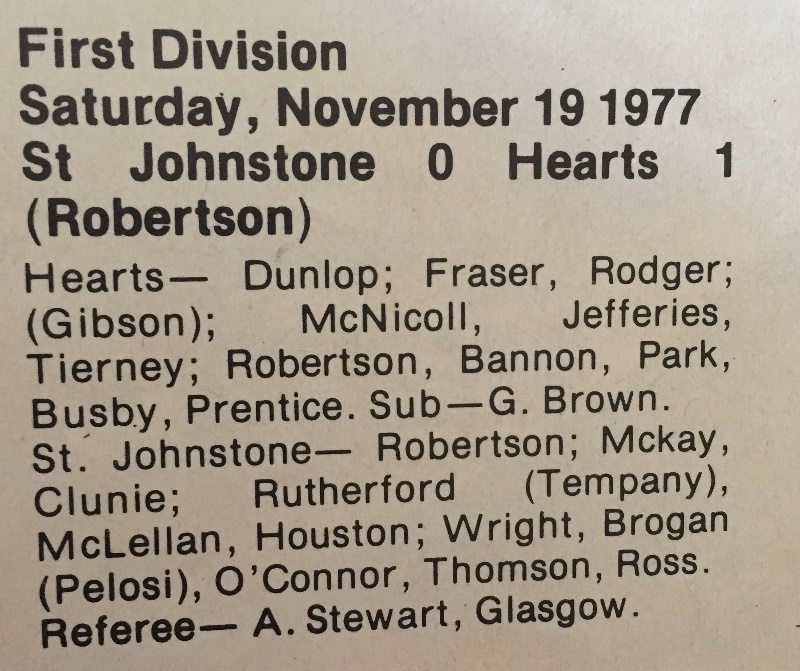 First Division
Saturday, November 19 1977
St Johnstone 0 Hearts 1
(Robertson)
Hearts— Dunlop; Fraser, Rodger;
(Gibson); McNicoll, Jefferies,
Tierney; Robertson, Bannon, Park,
Busby, Prentice. Sub—G. Brown.
St. Johnstone— Robertson; Mckay,
Clunie; Rutherford (Tempany),
McLellan, Houston; Wright, Brogan
(Pelosi), O'Connor, Thomson, Ross.
Referee— A. Stewart, Glasgow.